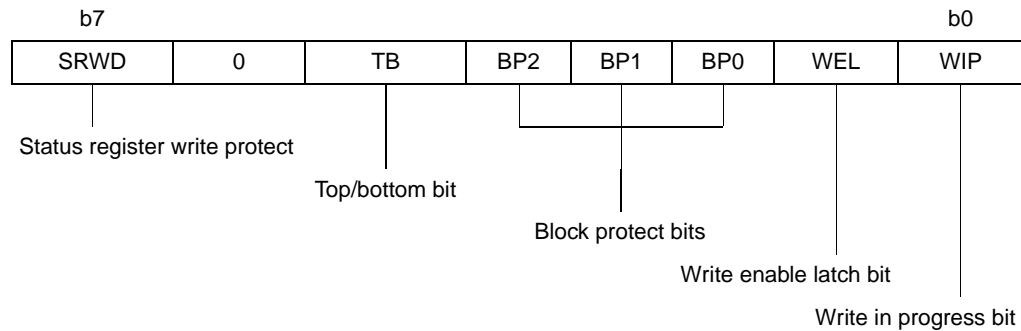 b7 b0
SRWD 0 TB BP2 BP1 BP0 WEL WIP
Status register write protect
Top/bottom bit
Block protect bits
Write enable latch bit
Write in progress bit